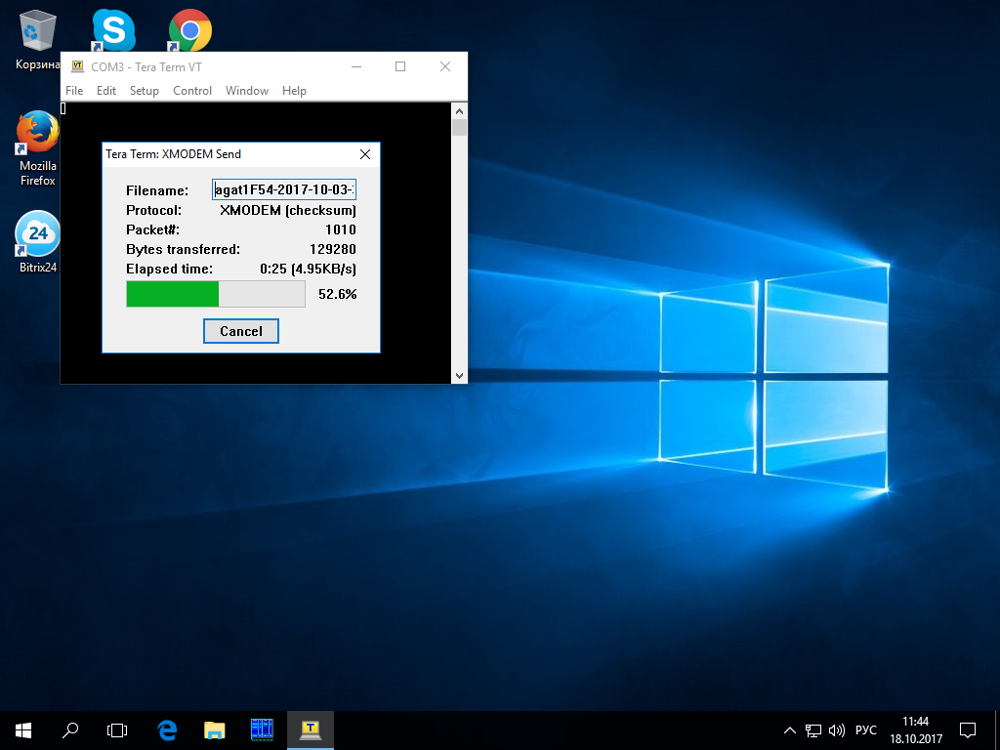 Корзина
COM3 - Tera Term VT
File Edit Setup Control Window Help
Tera Term: XMODEM Send
Filename: agat1F54-2017-10-03-
Protocol: XMODEM (checksum)
Packet#: 1010
Bytes transferred: 129280
Elapsed time: 0:25 (4.95KB/s)
52.6%
Cancel
Mozilla
Firefox
24
Bitrix24
РУС
11:44
18.10.2017